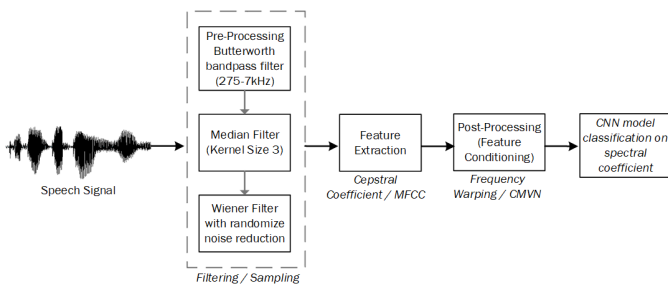 Pre-Processing
Butterworth
bandpass filter
(275-7kHz)
Median Filter
(Kernel Size 3)
Wiener Filter
with randomize
noise reduction
Filtering / Sampling
Speech Signal
Feature
Extraction
Cepstral
Coefficient / MFCC
Post-Processing
(Feature
Conditioning)
Frequency
Warping / CMVN
CNN model
classification on
spectral
coefficient